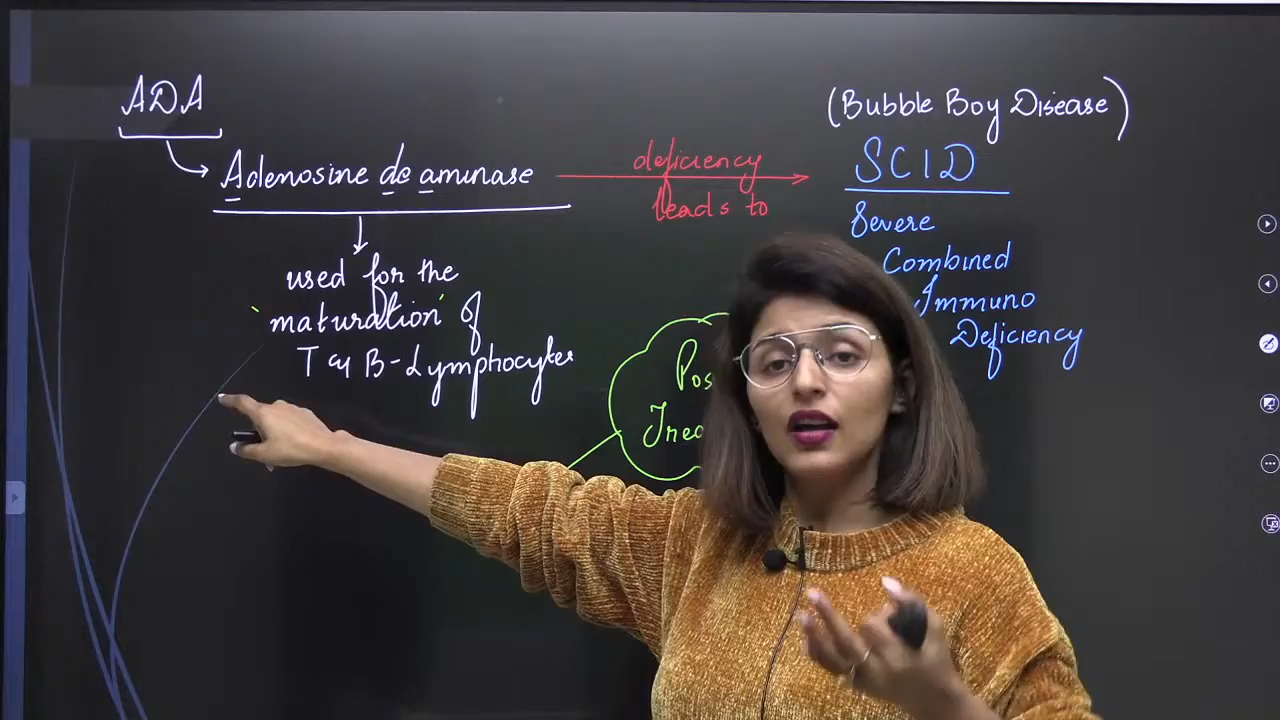 ADA
Adenosine de aminase
used for the
maturation of
T B-Lymphocytes
deficiency
leads to
(Bubble Boy Disease)
SCID
Severe
Combined
Immuno
Deficiency